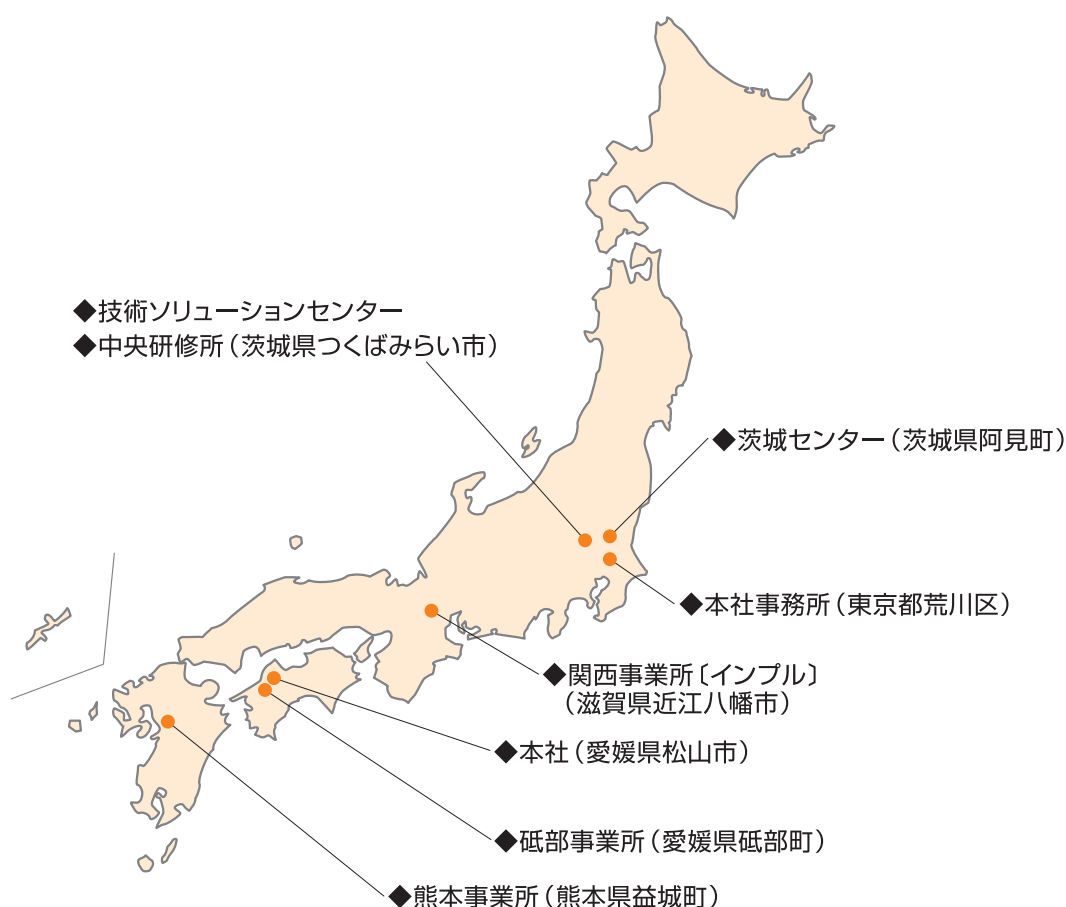 ◆技術ソリューションセンター
◆中央研修所（茨城県つくばみらい市）
◆茨城センター（茨城県阿見町）
◆本社事務所（東京都荒川区）
◆関西事業所〔インプル〕
（滋賀県近江八幡市）
◆本社（愛媛県松山市）
◆砥部事業所（愛媛県砥部町）
◆熊本事業所（熊本県益城町）